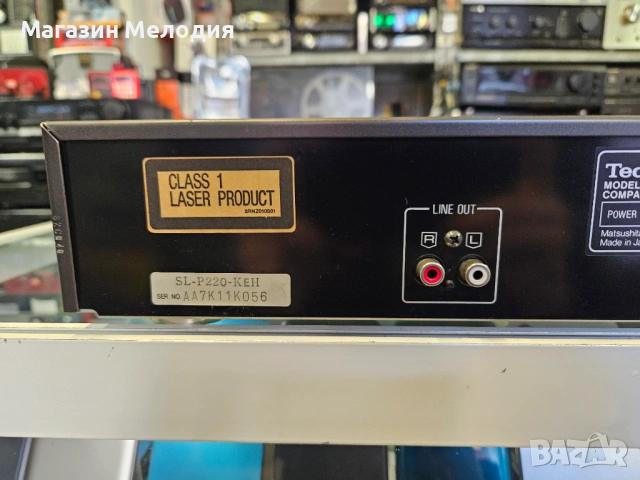 Магазин Мелодия
CLASS 1
LASER PRODUCT
LINE OUT
R
L
SL-P220-KEH
SER. NO. AA7K11K056
Tec
MODEL
COMPA
POWER
Matsushita
Made in Ja
BAZAR